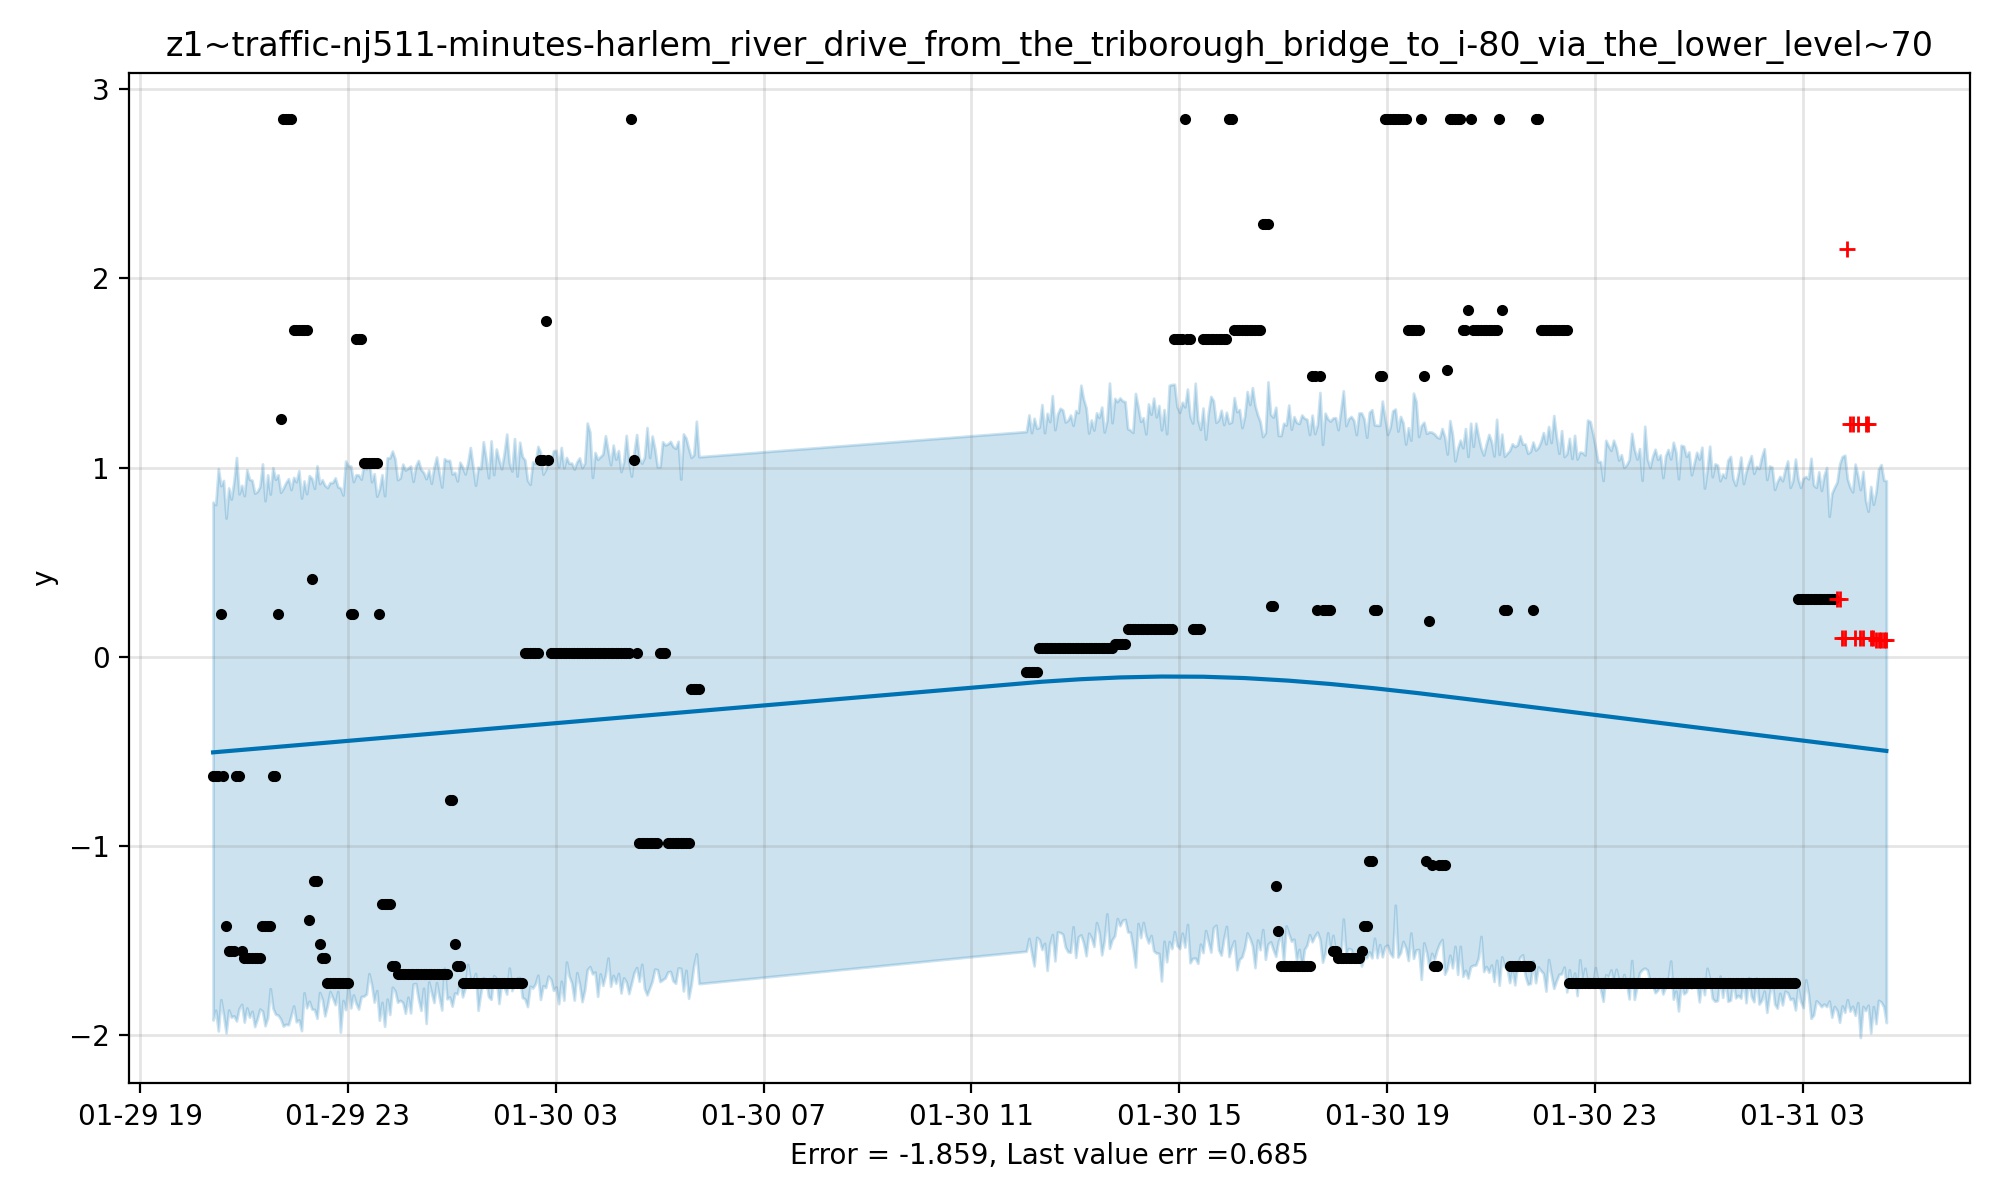 z1~traffic-nj511-minutes-harlem_river_drive_from_the_triborough_bridge_to_i-80_via_the_lower_level~70
3
2
1
0
−1
−2
y
01-29 19 01-29 23 01-30 03 01-30 07 01-30 11 01-30 15 01-30 19 01-30 23 01-31 03
Error = -1.859, Last value err =0.685